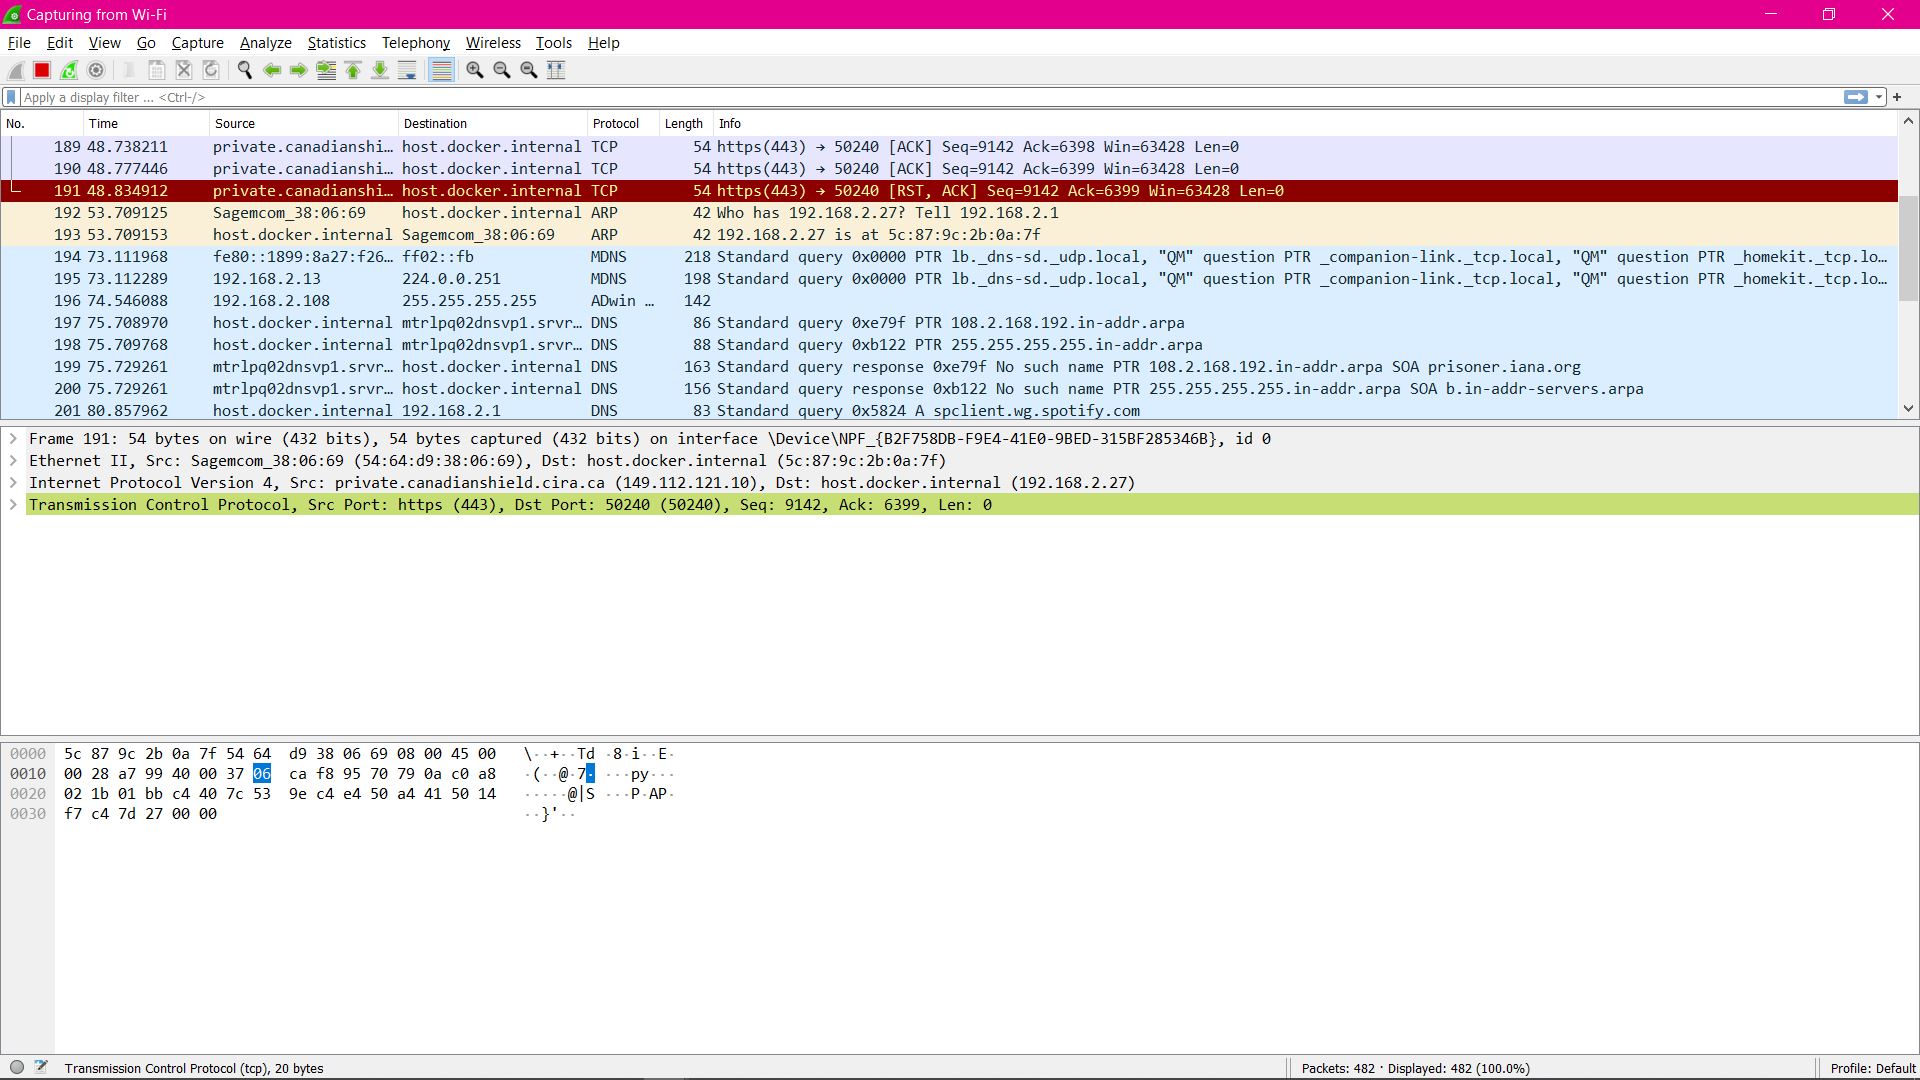 Capturing from Wi-Fi
File Edit View Go Capture Analyze Statistics Telephony Wireless Tools Help
Apply a display filter ... <Ctrl-/>
No. Time Source Destination Protocol Length Info
189 48.738211 private.canadianshi… host.docker.internal TCP 54 https(443) → 50240 [ACK] Seq=9142 Ack=6398 Win=63428 Len=0
190 48.777446 private.canadianshi… host.docker.internal TCP 54 https(443) → 50240 [ACK] Seq=9142 Ack=6399 Win=63428 Len=0
191 48.834912 private.canadianshi… host.docker.internal TCP 54 https(443) → 50240 [RST, ACK] Seq=9142 Ack=6399 Win=63428 Len=0
192 53.709125 Sagemcom_38:06:69 host.docker.internal ARP 42 Who has 192.168.2.27? Tell 192.168.2.1
193 53.709153 host.docker.internal Sagemcom_38:06:69 ARP 42 192.168.2.27 is at 5c:87:9c:2b:0a:7f
194 73.111968 fe80::1899:8a27:f26… ff02::fb MDNS 218 Standard query 0x0000 PTR lb._dns-sd._udp.local, "QM" question PTR _companion-link._tcp.local, "QM" question PTR _homekit._tcp.lo…
195 73.112289 192.168.2.13 224.0.0.251 MDNS 198 Standard query 0x0000 PTR lb._dns-sd._udp.local, "QM" question PTR _companion-link._tcp.local, "QM" question PTR _homekit._tcp.lo…
196 74.546088 192.168.2.108 255.255.255.255 ADwin … 142
197 75.708970 host.docker.internal mtrlpq02dnsvp1.srvr… DNS 86 Standard query 0xe79f PTR 108.2.168.192.in-addr.arpa
198 75.709768 host.docker.internal mtrlpq02dnsvp1.srvr… DNS 88 Standard query 0xb122 PTR 255.255.255.255.in-addr.arpa
199 75.729261 mtrlpq02dnsvp1.srvr… host.docker.internal DNS 163 Standard query response 0xe79f No such name PTR 108.2.168.192.in-addr.arpa SOA prisoner.iana.org
200 75.729261 mtrlpq02dnsvp1.srvr… host.docker.internal DNS 156 Standard query response 0xb122 No such name PTR 255.255.255.255.in-addr.arpa SOA b.in-addr-servers.arpa
201 80.857962 host.docker.internal 192.168.2.1 DNS 83 Standard query 0x5824 A spclient.wg.spotify.com
Frame 191: 54 bytes on wire (432 bits), 54 bytes captured (432 bits) on interface \Device\NPF_{B2F758DB-F9E4-41E0-9BED-315BF285346B}, id 0
Ethernet II, Src: Sagemcom_38:06:69 (54:64:d9:38:06:69), Dst: host.docker.internal (5c:87:9c:2b:0a:7f)
Internet Protocol Version 4, Src: private.canadianshield.cira.ca (149.112.121.10), Dst: host.docker.internal (192.168.2.27)
Transmission Control Protocol, Src Port: https (443), Dst Port: 50240 (50240), Seq: 9142, Ack: 6399, Len: 0
0000 5c 87 9c 2b 0a 7f 54 64 d9 38 06 69 08 00 45 00 \··+··Td ·8·i··E·
0010 00 28 a7 99 40 00 37 06 ca f8 95 70 79 0a c0 a8 ·(··@·7· ···py···
0020 02 1b 01 bb c4 40 7c 53 9e c4 e4 50 a4 41 50 14 ·····@|S ···P·AP·
0030 f7 c4 7d 27 00 00 ··}'··
Transmission Control Protocol (tcp), 20 bytes
Packets: 482 · Displayed: 482 (100.0%)
Profile: Default